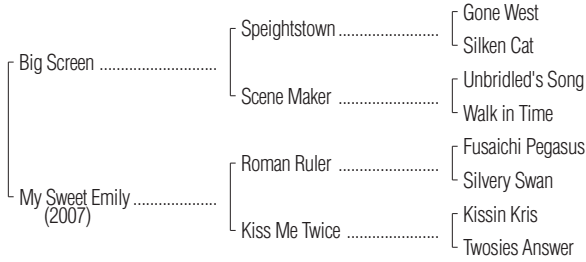 Gone West
Speightstown ......................
Silken Cat
Big Screen ..........................
Unbridled's Song
Scene Maker ......................
Walk in Time
Fusaichi Pegasus
Roman Ruler ......................
Silvery Swan
My Sweet Emily ..................
(2007)
Kissin Kris
Kiss Me Twice ....................
Twosies Answer